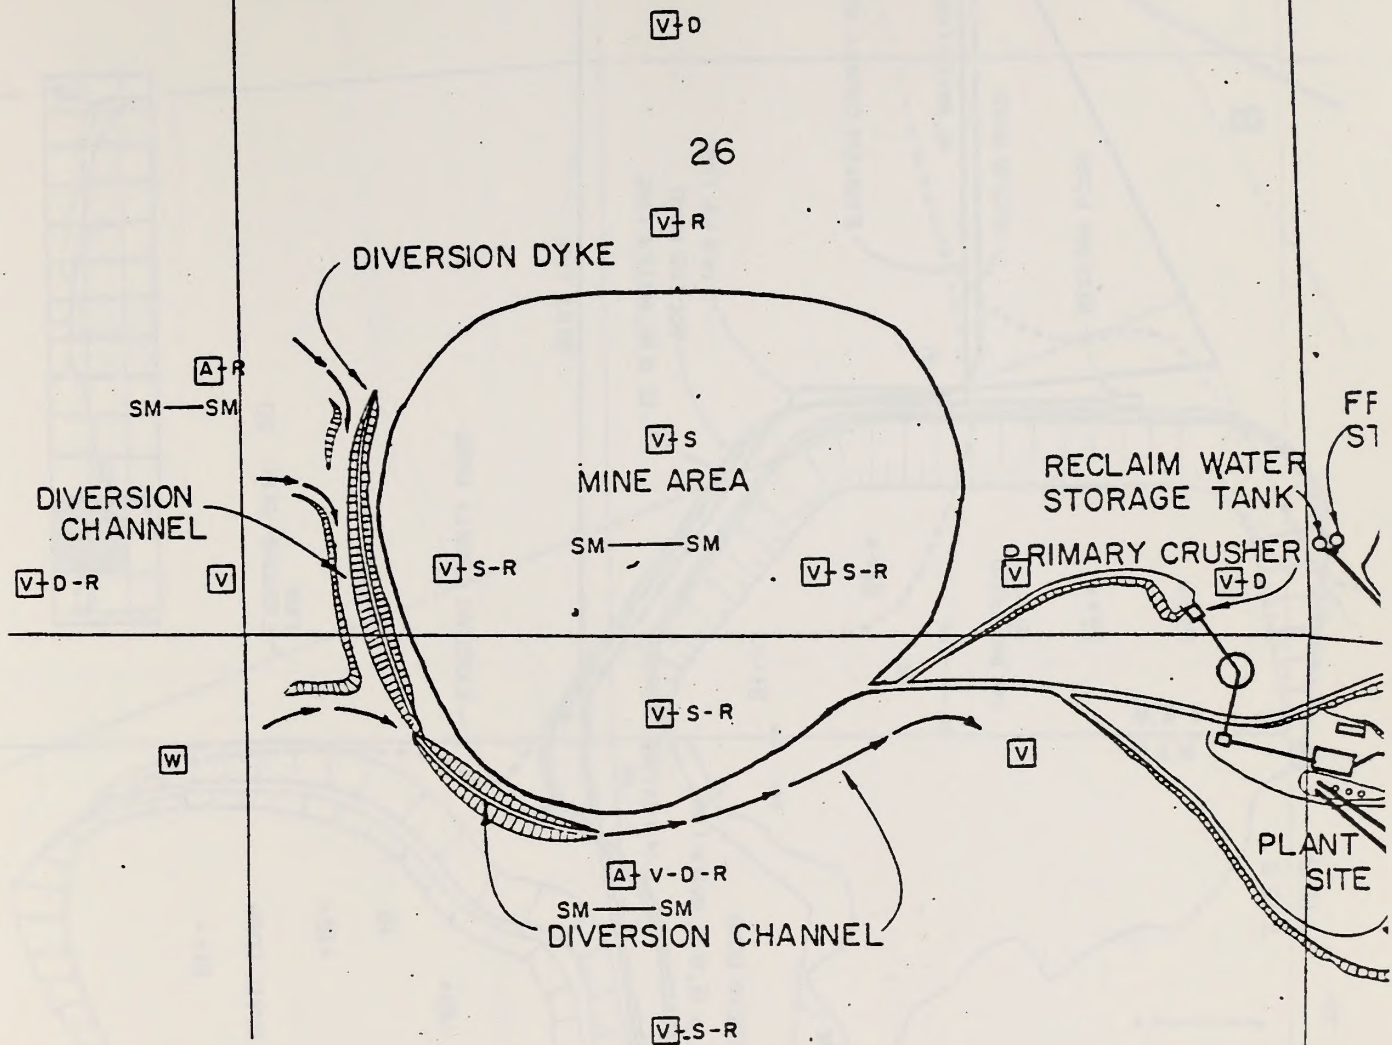 V-D
26
V-R
DIVERSION DYKE
A-R
SM—SM
V-S
MINE AREA
SM—SM
RECLAIM WATER
STORAGE TANK
DIVERSION
CHANNEL
PRIMARY CRUSHER
V-D-R
V
V-S-R
V-S-R
V
V-D
V-S-R
W
V
A-V-D-R
SM—SM
DIVERSION CHANNEL
PLANT
SITE
V-S-R